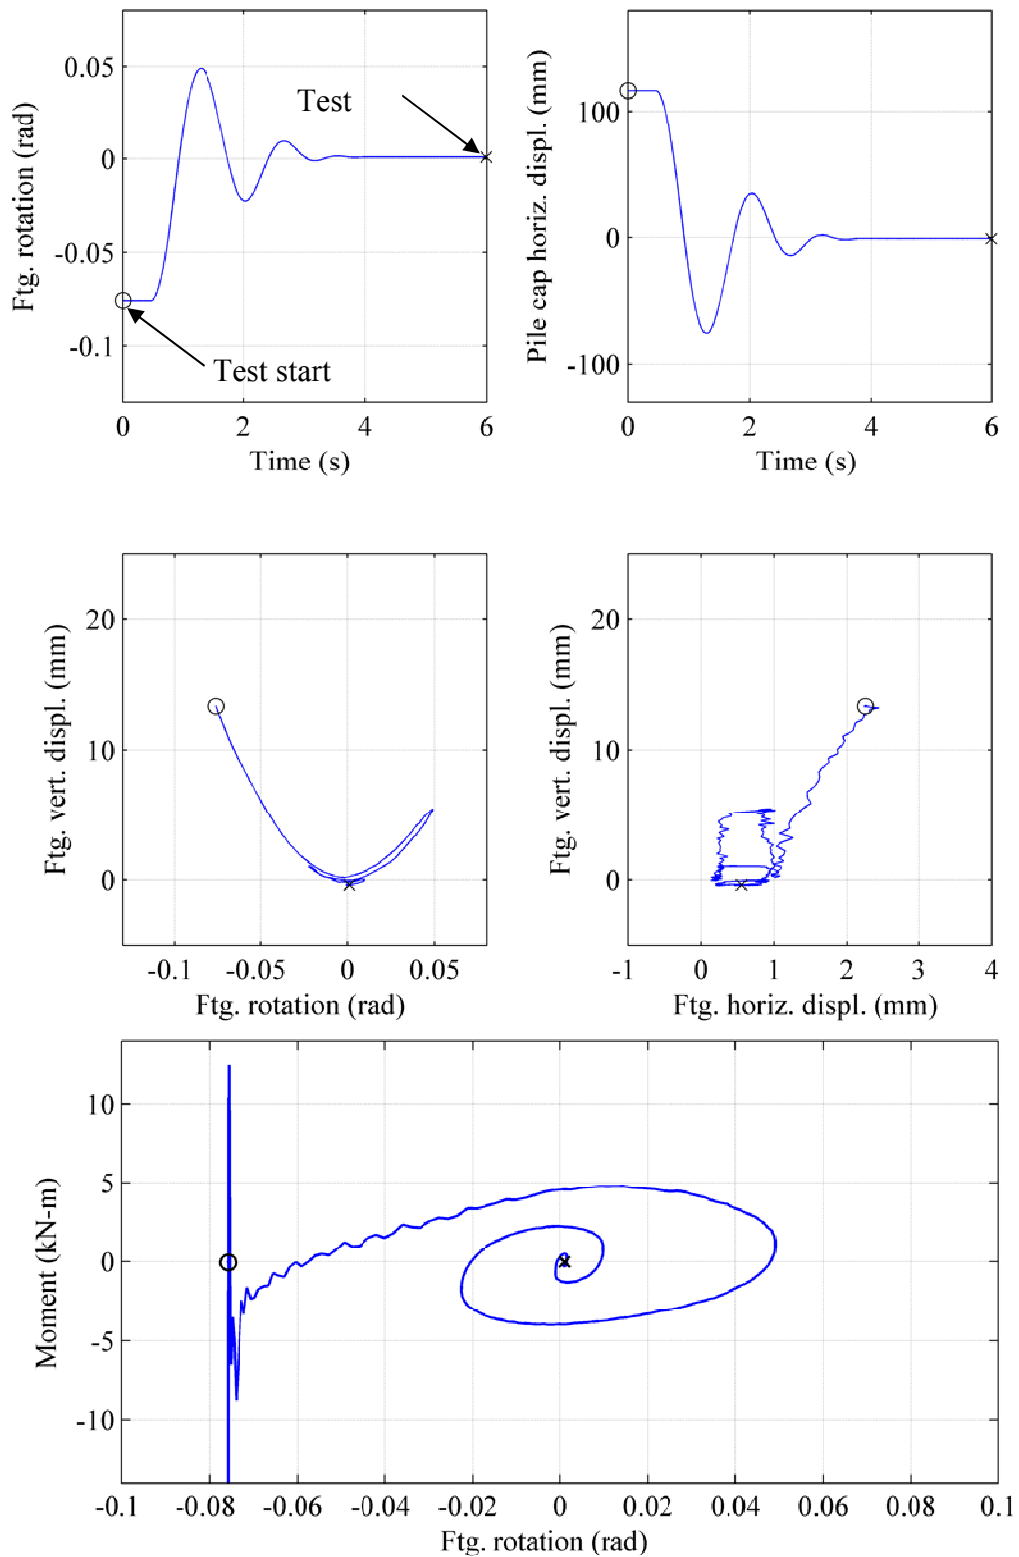 0.05
0
-0.05
-0.1
Ftg. rotation (rad)
Test
Test start
0 2 4 6
Time (s)
100
0
-100
Pile cap horiz. displ. (mm)
0 2 4 6
Time (s)
20
10
0
Ftg. vert. displ. (mm)
-0.1 -0.05 0 0.05
Ftg. rotation (rad)
20
10
0
Ftg. vert. displ. (mm)
-1 0 1 2 3 4
Ftg. horiz. displ. (mm)
10
5
0
-5
-10
Moment (kN-m)
-0.1 -0.08 -0.06 -0.04 -0.02 0 0.02 0.04 0.06 0.08 0.1
Ftg. rotation (rad)